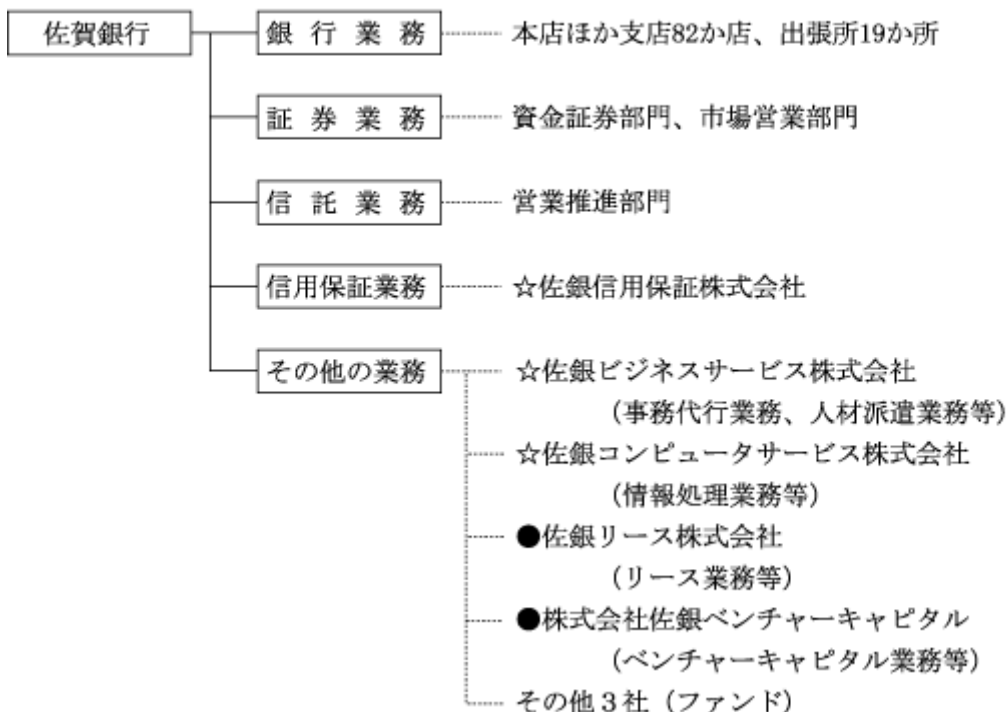 佐賀銀行
銀行業務 本店ほか支店82か店、出張所19か所
証券業務 資金証券部門、市場営業部門
信託業務 営業推進部門
信用保証業務 ☆佐銀信用保証株式会社
その他の業務 ☆佐銀ビジネスサービス株式会社
（事務代行業務、人材派遣業務等）
☆佐銀コンピュータサービス株式会社
（情報処理業務等）
●佐銀リース株式会社
（リース業務等）
●株式会社佐銀ベンチャーキャピタル
（ベンチャーキャピタル業務等）
その他３社（ファンド）